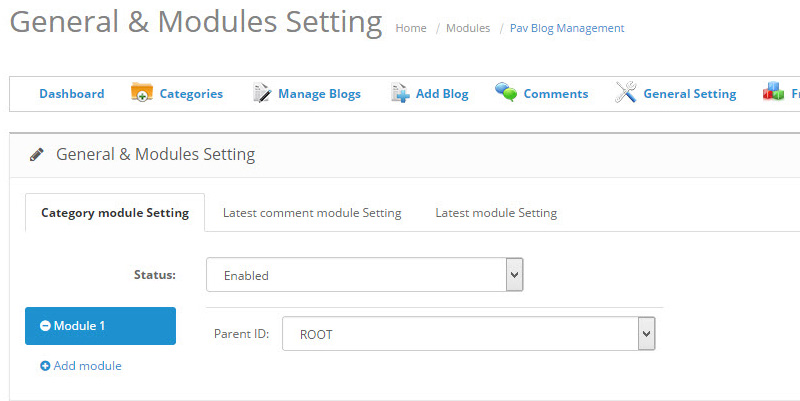 General & Modules Setting Home / Modules / Pav Blog Management
Dashboard Categories Manage Blogs Add Blog Comments General Setting
General & Modules Setting
Category module Setting Latest comment module Setting Latest module Setting
Status: Enabled
Module 1 Parent ID: ROOT
Add module